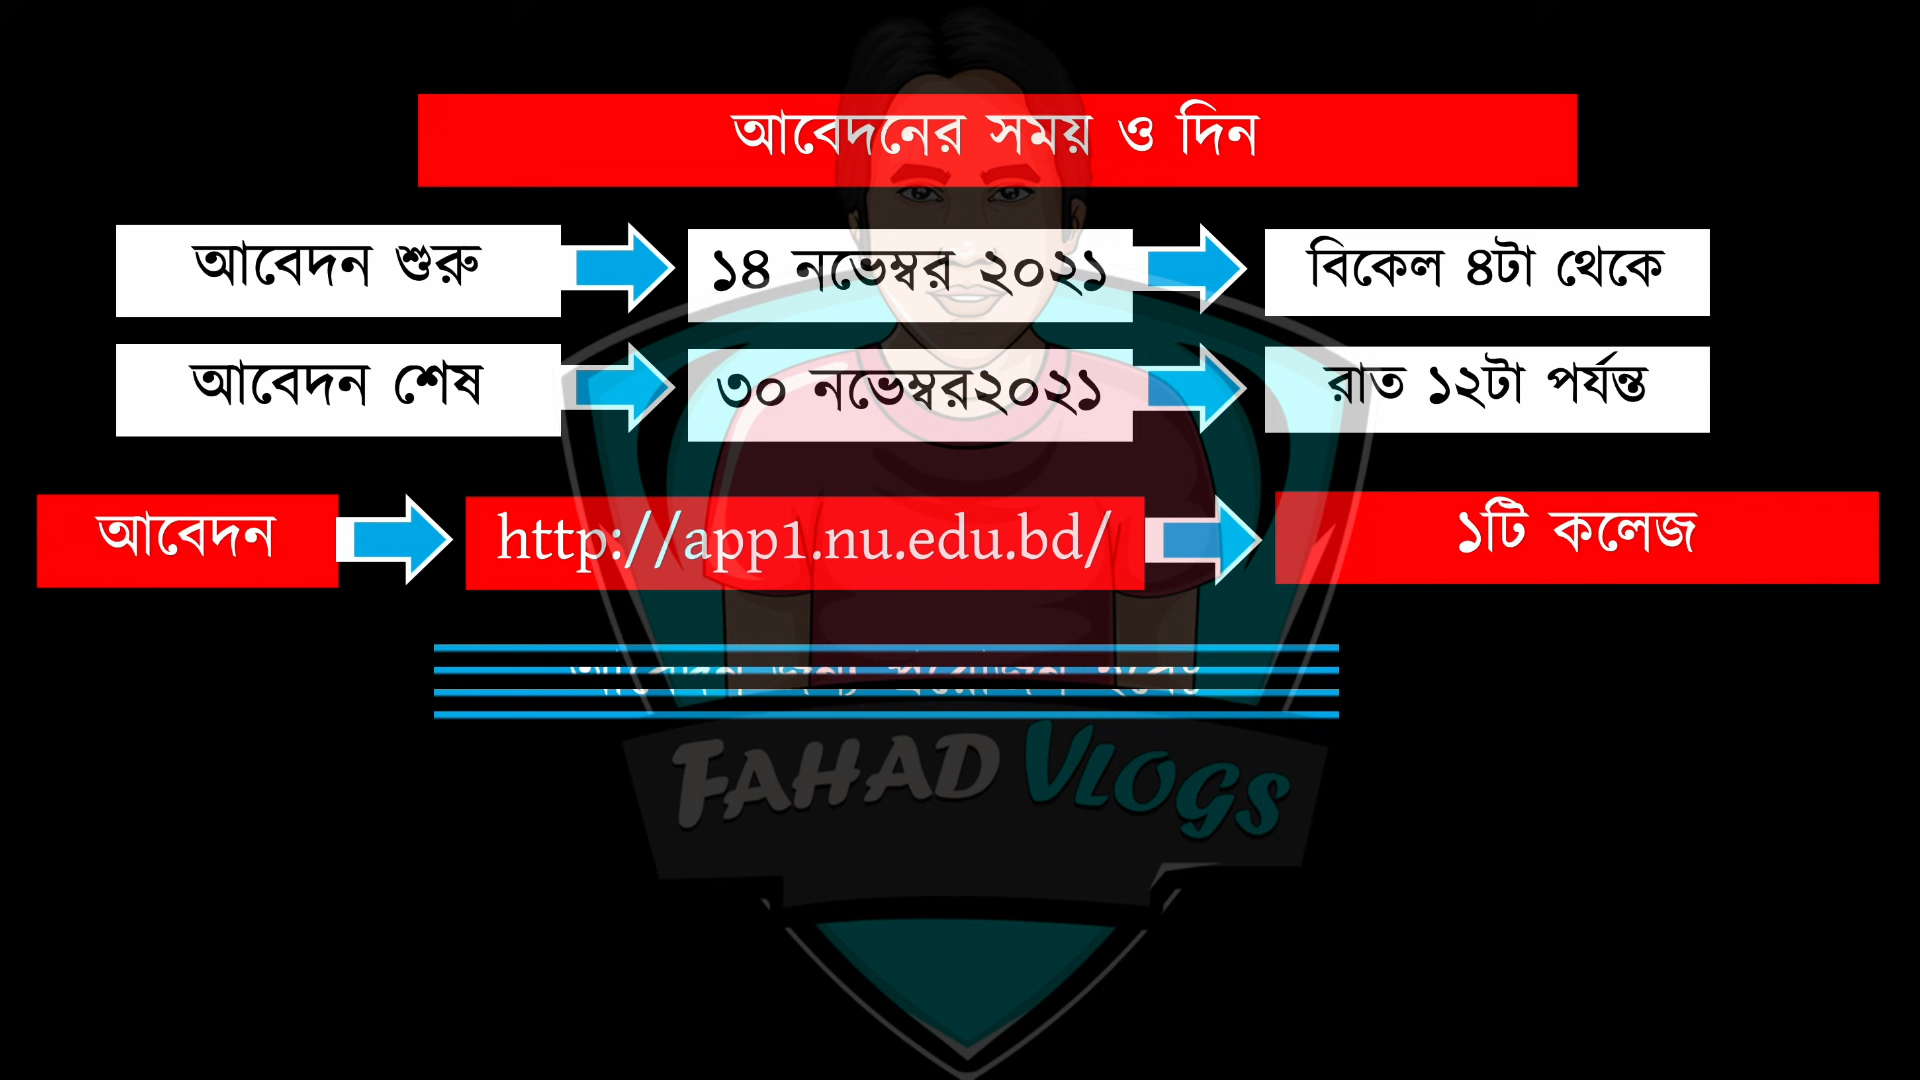 আবেদনের সময় ও দিন
আবেদন শুরু ১৪ নভেম্বর ২০২১ বিকেল ৪টা থেকে
আবেদন শেষ ৩০ নভেম্বর২০২১ রাত ১২টা পর্যন্ত
আবেদন http://app1.nu.edu.bd/ ১টি কলেজ
FAHAD VLOGS